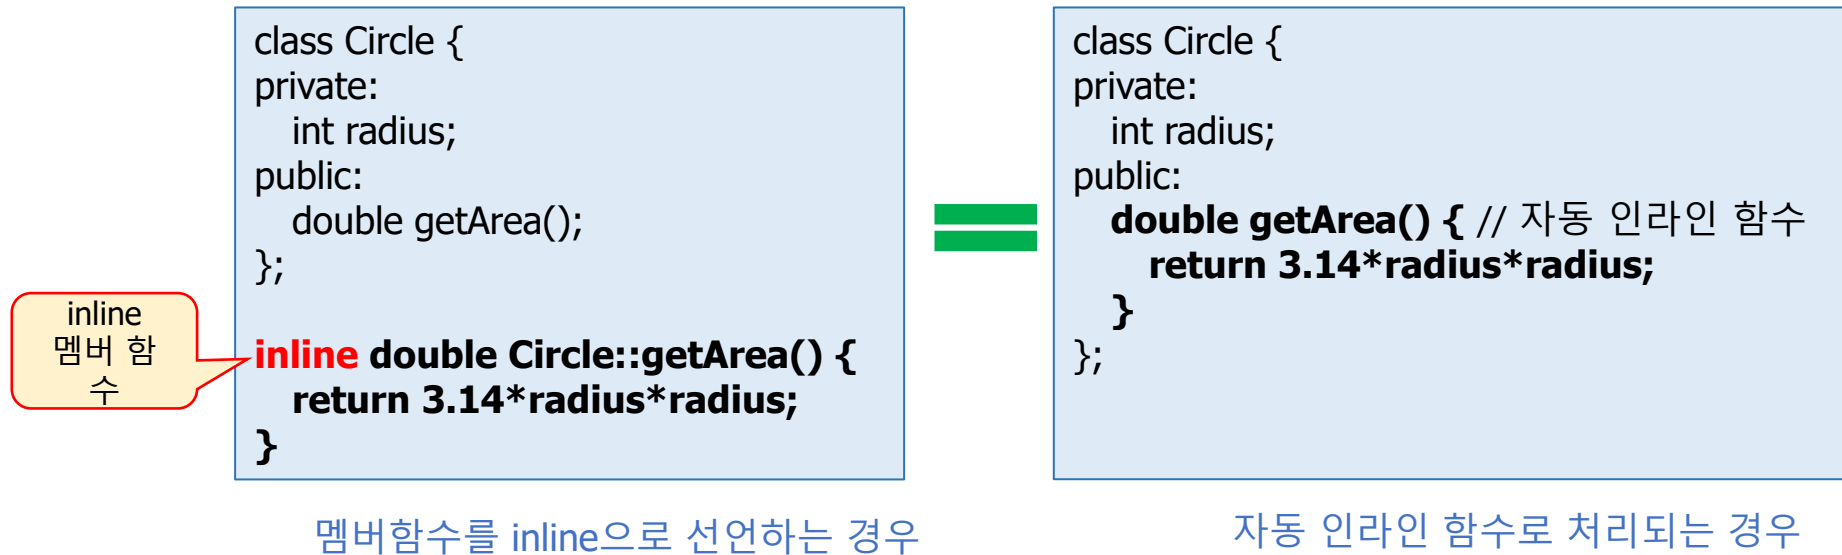 class Circle {
private:
int radius;
public:
double getArea();
};
inline double Circle::getArea() {
return 3.14*radius*radius;
}
inline
멤버 함
수
멤버함수를 inline으로 선언하는 경우
class Circle {
private:
int radius;
public:
double getArea() { // 자동 인라인 함수
return 3.14*radius*radius;
}
};
자동 인라인 함수로 처리되는 경우